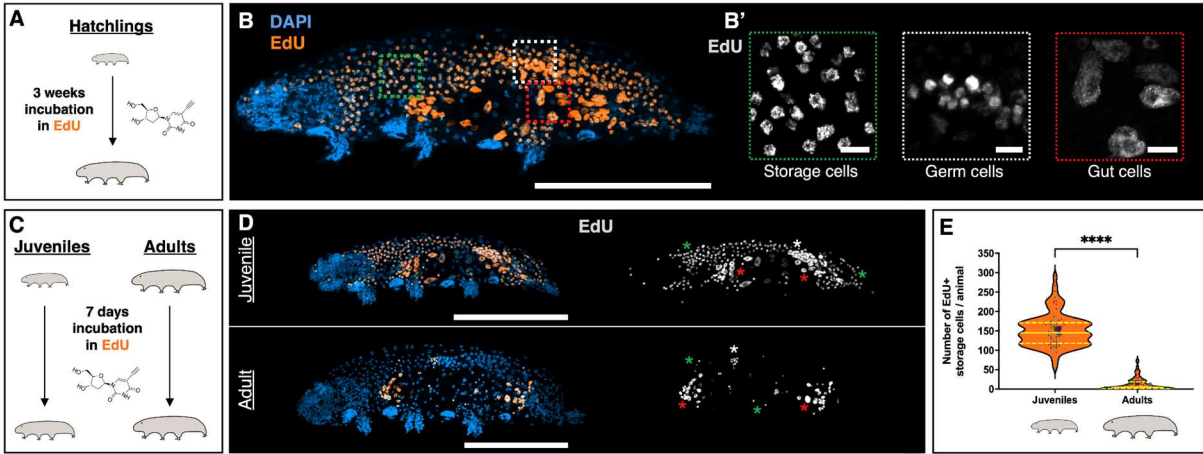 A
Hatchlings
3 weeks
incubation
in EdU
B
DAPI
EdU
B'
EdU
Storage cells
Germ cells
Gut cells
C
Juveniles
Adults
7 days
incubation
in EdU
D
EdU
Juvenile
*
*
*
*
*
Adult
*
*
*
*
*
E
****
Number of EdU+
storage cells / animal
350
300
250
200
150
100
50
0
Juveniles
Adults